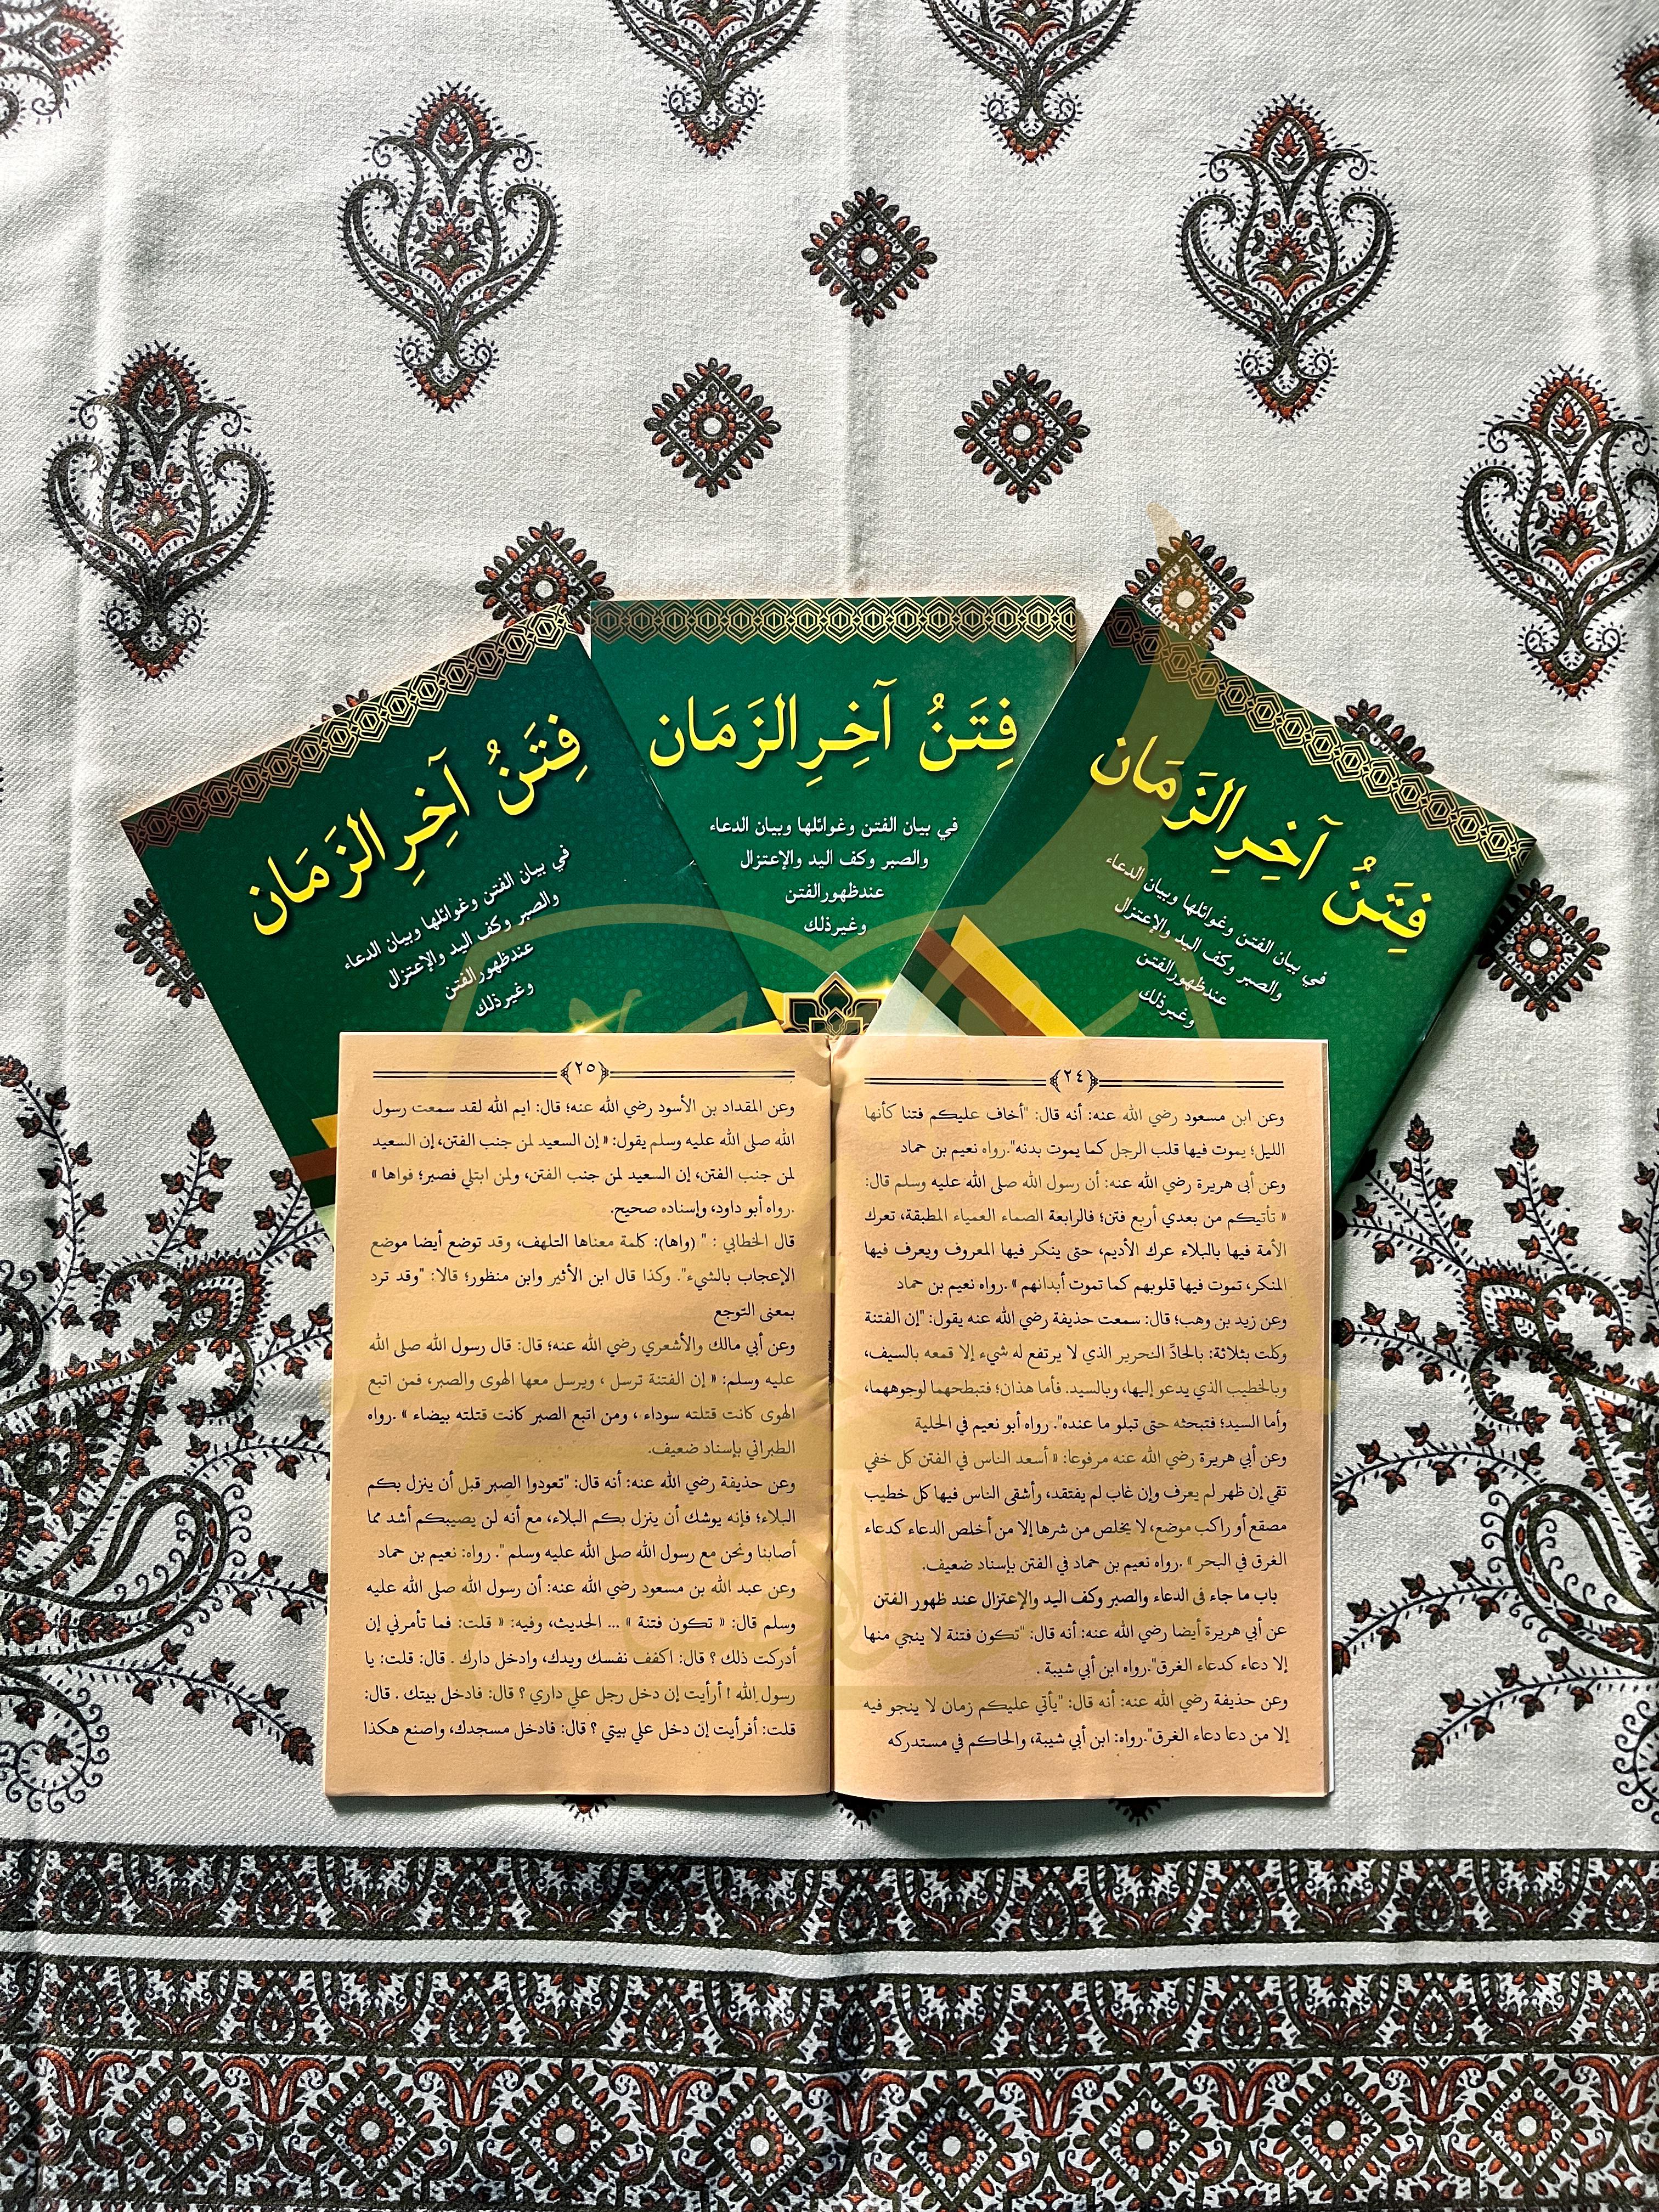 فِتَنُ آخِرِ الزَمَان
في بيان الفتن وغوائلها وبيان الدعاء
والصبر وكف اليد والإعتزال
عندظهورالفتن
وغيرذلك
فِتَنُ آخِرِ الزَمَان
في بيان الفتن وغوائلها وبيان الدعاء
والصبر وكف اليد والإعتزال
عندظهورالفتن
وغيرذلك
فِتَنُ آخِرِ الزَمَان
في بيان الفتن وغوائلها وبيان الدعاء
والصبر وكف اليد والإعتزال
عندظهورالفتن
وغيرذلك
﴿٢٤﴾
وعن ابن مسعود رضي الله عنه: أنه قال: "أخاف عليكم فتنا كأنها
الليل؛ يموت فيها قلب الرجل كما يموت بدنه".رواه نعيم بن حماد
وعن أبى هريرة رضي الله عنه: أن رسول الله صلى الله عليه وسلم قال:
« تأتيكم من بعدي أربع فتن؛ فالرابعة الصماء العمياء المطبقة، تعرك
الأمة فيها بالبلاء عرك الأديم، حتى ينكر فيها المعروف ويعرف فيها
المنكر، تموت فيها قلوبهم كما تموت أبدانهم » .رواه نعيم بن حماد
وعن زيد بن وهب؛ قال: سمعت حذيفة رضي الله عنه يقول: "إن الفتنة
وكلت بثلاثة: بالحادِّ النحرير الذي لا يرتفع له شيء إلا قمعه بالسيف،
وبالخطيب الذي يدعو إليها، وبالسيد. فأما هذان؛ فتبطحهما لوجوههما،
وأما السيد؛ فتبحثه حتى تبلو ما عنده". رواه أبو نعيم في الحلية
وعن أبي هريرة رضي الله عنه مرفوعا: « أسعد الناس في الفتن كل خفي
تقي إن ظهر لم يعرف وإن غاب لم يفتقد، وأشقى الناس فيها كل خطيب
مصقع أو راكب موضع، لا يخلص من شرها إلا من أخلص الدعاء كدعاء
الغرق في البحر » .رواه نعيم بن حماد في الفتن بإسناد ضعيف.
باب ما جاء فى الدعاء والصبر وكف اليد والإعتزال عند ظهور الفتن
عن أبي هريرة أيضا رضي الله عنه: أنه قال: "تكون فتنة لا ينجي منها
إلا دعاء كدعاء الغرق".رواه ابن أبي شيبة .
وعن حذيفة رضي الله عنه: أنه قال: "يأتي عليكم زمان لا ينجو فيه
إلا من دعا دعاء الغرق".رواه: ابن أبي شيبة، والحاكم في مستدركه
﴿٢٥﴾
وعن المقداد بن الأسود رضي الله عنه؛ قال: ايم الله لقد سمعت رسول
الله صلى الله عليه وسلم يقول: « إن السعيد لمن جنب الفتن، إن السعيد
لمن جنب الفتن، إن السعيد لمن جنب الفتن، ولمن ابتلي فصبر؛ فواها »
.رواه أبو داود، وإسناده صحيح.
قال الخطابي : " (واها): كلمة معناها التلهف، وقد توضع أيضا موضع
الإعجاب بالشيء". وكذا قال ابن الأثير وابن منظور؛ قالا: "وقد ترد
بمعنى التوجع
وعن أبي مالك والأشعري رضي الله عنه؛ قال: قال رسول الله صلى الله
عليه وسلم: « إن الفتنة ترسل ، ويرسل معها الهوى والصبر، فمن اتبع
الهوى كانت قتلته سوداء ، ومن اتبع الصبر كانت قتلته بيضاء » .رواه
الطبراني بإسناد ضعيف.
وعن حذيفة رضي الله عنه: أنه قال: "تعودوا الصبر قبل أن ينزل بكم
البلاء؛ فإنه يوشك أن ينزل بكم البلاء، مع أنه لن يصيبكم أشد مما
أصابنا ونحن مع رسول الله صلى الله عليه وسلم ". رواه: نعيم بن حماد
وعن عبد الله بن مسعود رضي الله عنه: أن رسول الله صلى الله عليه
وسلم قال: « تكون فتنة » ... الحديث، وفيه: « قلت: فما تأمرني إن
أدركت ذلك ؟ قال: اكفف نفسك ويدك، وادخل دارك . قال: قلت: يا
رسول الله ! أرأيت إن دخل رجل علي داري ؟ قال: فادخل بيتك . قال:
قلت: أفرأيت إن دخل علي بيتي ؟ قال: فادخل مسجدك، واصنع هكذا